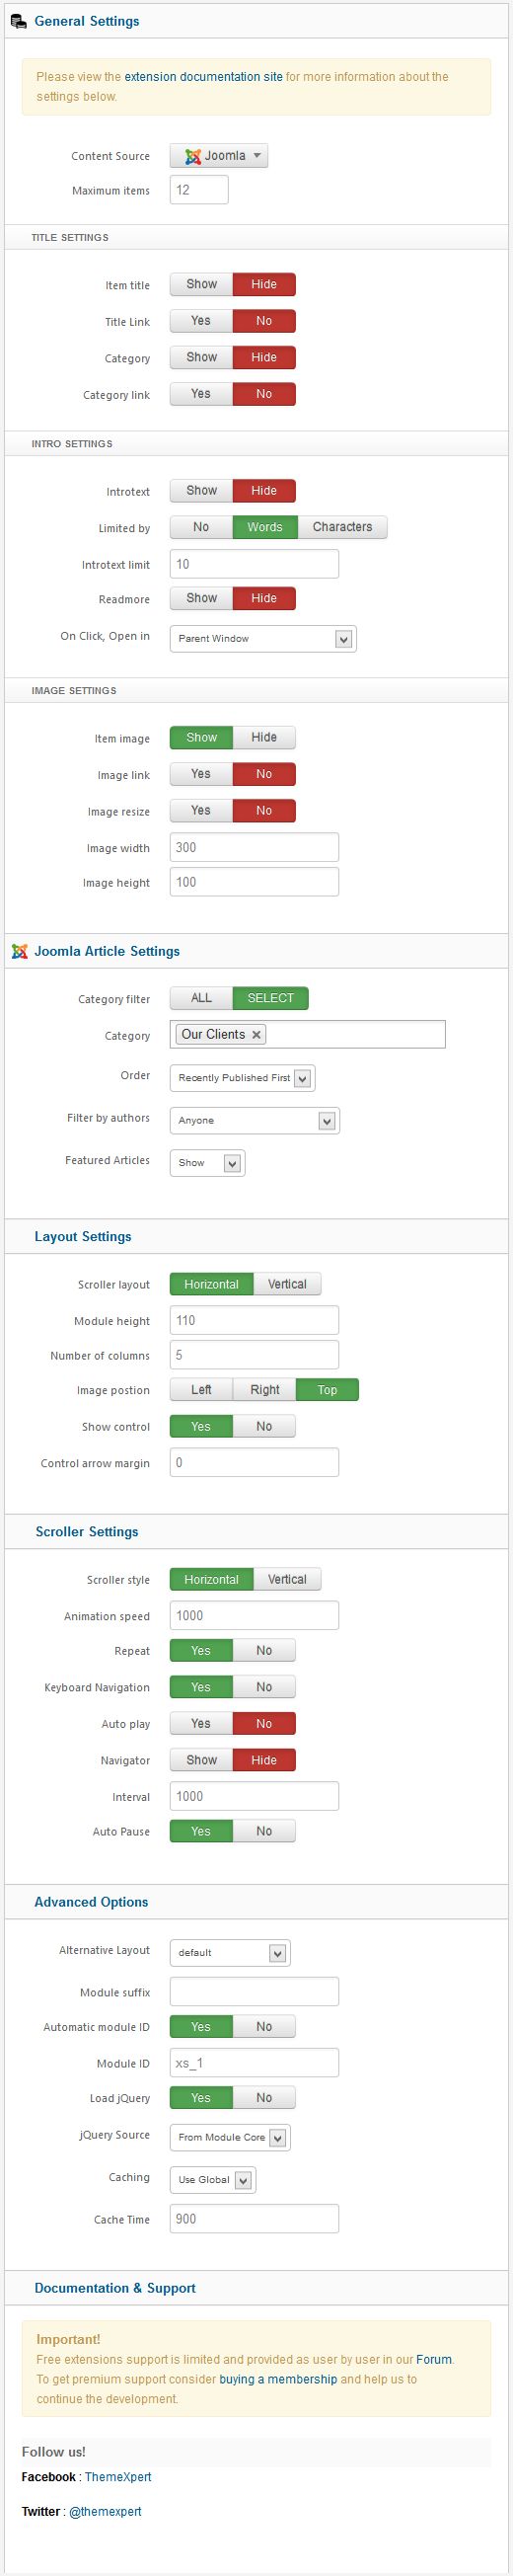 General Settings
Please view the extension documentation site for more information about the
settings below.
Content Source Joomla
Maximum items 12
TITLE SETTINGS
Item title Show Hide
Title Link Yes No
Category Show Hide
Category link Yes No
INTRO SETTINGS
Introtext Show Hide
Limited by No Words Characters
Introtext limit 10
Readmore Show Hide
On Click, Open in Parent Window
IMAGE SETTINGS
Item image Show Hide
Image link Yes No
Image resize Yes No
Image width 300
Image height 100
Joomla Article Settings
Category filter ALL SELECT
Category Our Clients ×
Order Recently Published First
Filter by authors Anyone
Featured Articles Show
Layout Settings
Scroller layout Horizontal Vertical
Module height 110
Number of columns 5
Image postion Left Right Top
Show control Yes No
Control arrow margin 0
Scroller Settings
Scroller style Horizontal Vertical
Animation speed 1000
Repeat Yes No
Keyboard Navigation Yes No
Auto play Yes No
Navigator Show Hide
Interval 1000
Auto Pause Yes No
Advanced Options
Alternative Layout default
Module suffix
Automatic module ID Yes No
Module ID xs_1
Load jQuery Yes No
jQuery Source From Module Core
Caching Use Global
Cache Time 900
Documentation & Support
Important!
Free extensions support is limited and provided as user by user in our Forum.
To get premium support consider buying a membership and help us to
continue the development.
Follow us!
Facebook : ThemeXpert
Twitter : @themexpert